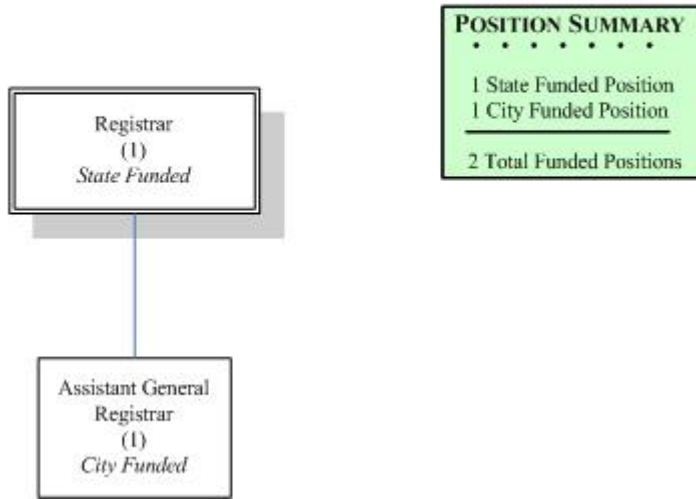 POSITION SUMMARY
• • • • • • •
1 State Funded Position
1 City Funded Position
2 Total Funded Positions
Registrar
(1)
State Funded
Assistant General
Registrar
(1)
City Funded